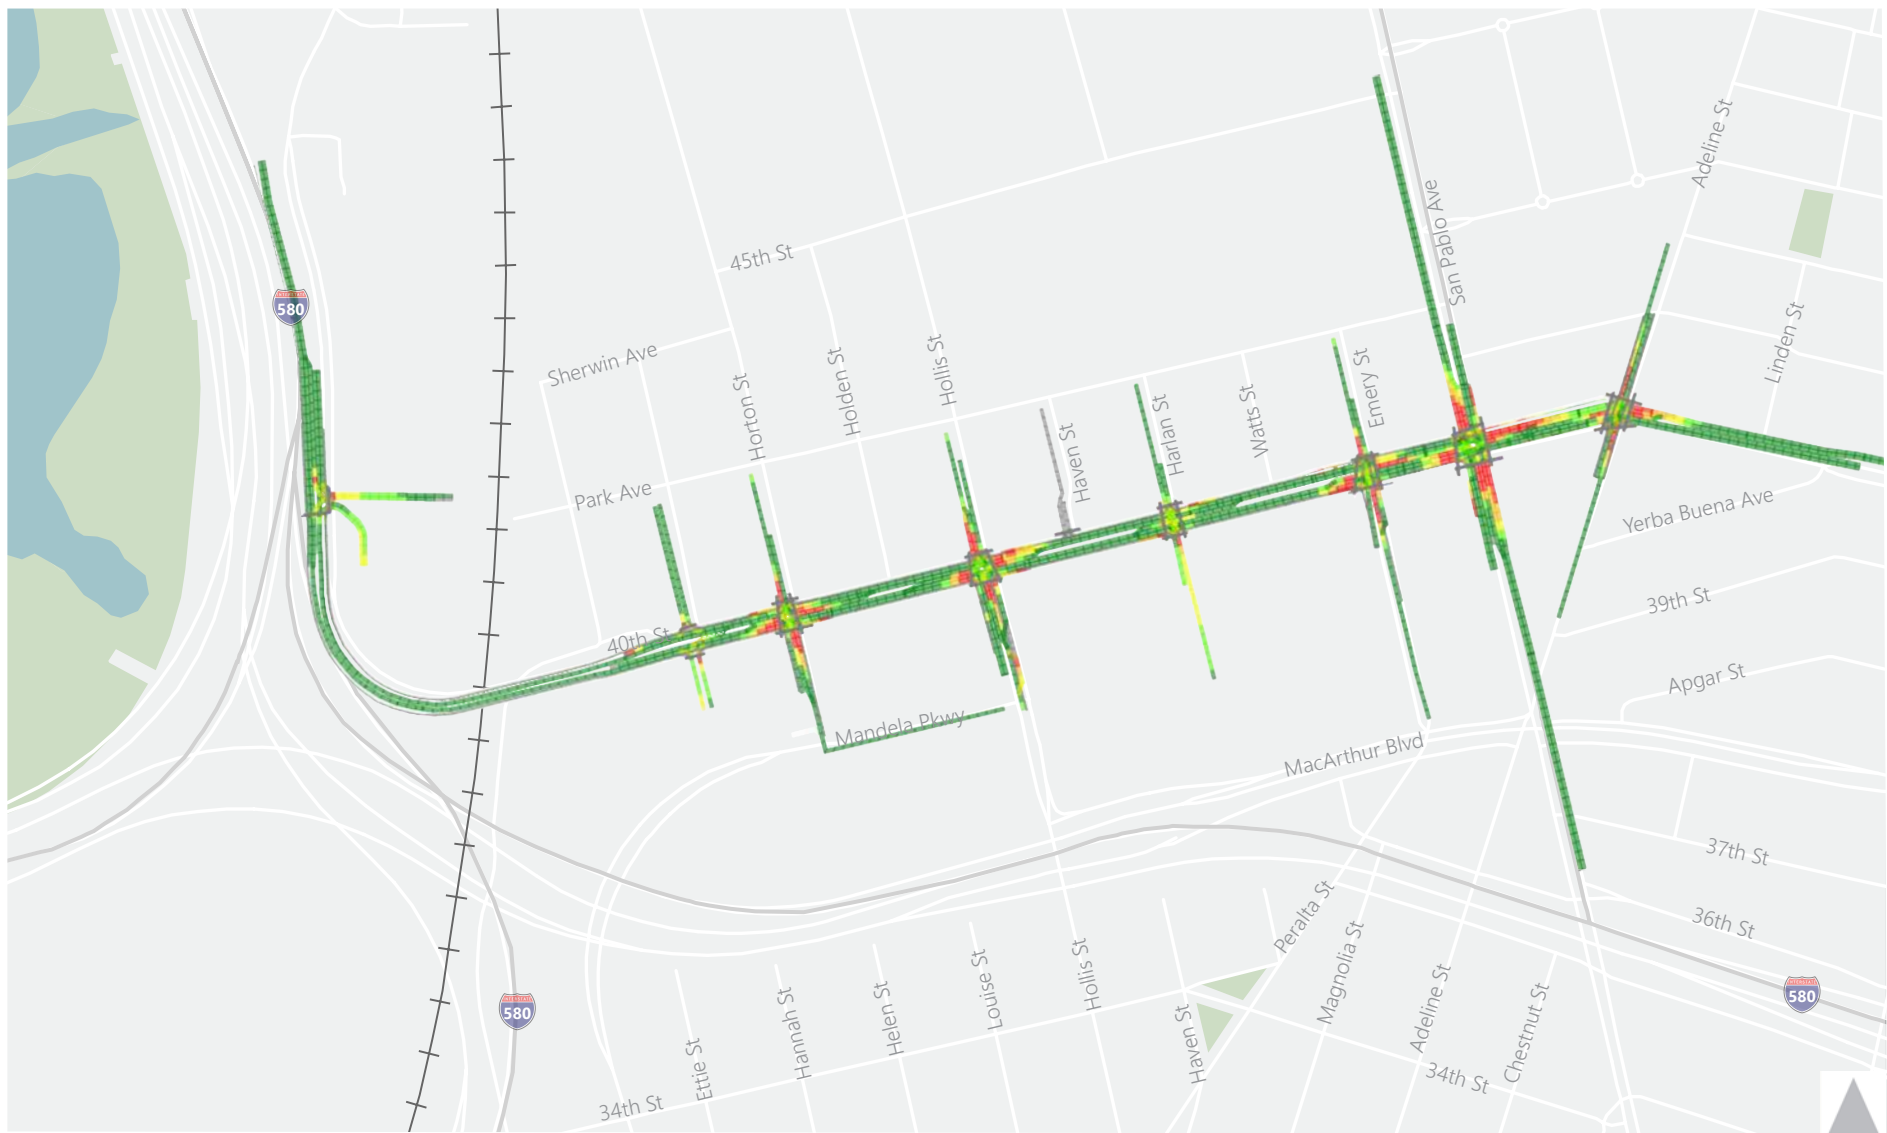 Adeline St
San Pablo Ave
45th St
INTERSTATE
580
Linden St
Sherwin Ave
Horton St
Holden St
Hollis St
Haven St
Harlan St
Watts St
Emery St
Park Ave
Yerba Buena Ave
39th St
40th St
Apgar St
Mandela Pkwy
MacArthur Blvd
37th St
36th St
Peralta St
Magnolia St
Adeline St
Chestnut St
INTERSTATE
580
INTERSTATE
580
Ettie St
Hannah St
Helen St
Louise St
Hollis St
Haven St
34th St
34th St